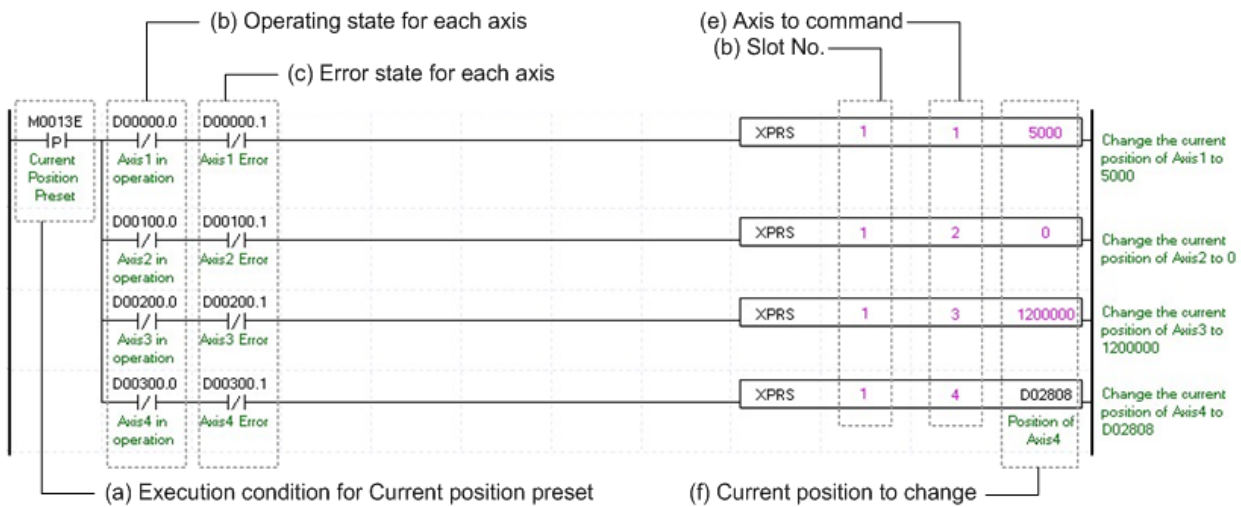 (b) Operating state for each axis
(e) Axis to command
(b) Slot No.
(c) Error state for each axis
M0013E D00000.0 D00000.1
P
XPRS 1 1 5000
Current
Position
Preset
Axis1 in
operation
Axis1 Error
Change the current
position of Axis1 to
5000
D00100.0 D00100.1
XPRS 1 2 0
Axis2 in
operation
Axis2 Error
Change the current
position of Axis2 to 0
D00200.0 D00200.1
XPRS 1 3 1200000
Axis3 in
operation
Axis3 Error
Change the current
position of Axis3 to
1200000
D00300.0 D00300.1
XPRS 1 4 D02808
Axis4 in
operation
Axis4 Error
Position of
Axis4
Change the current
position of Axis4 to
D02808
(a) Execution condition for Current position preset
(f) Current position to change